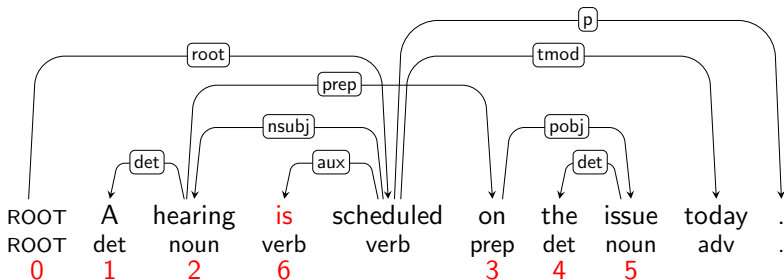 p
root tmod
prep
nsubj pobj
det aux det
ROOT A hearing is scheduled on the issue today .
ROOT det noun verb verb prep det noun adv .
0 1 2 6 3 4 5